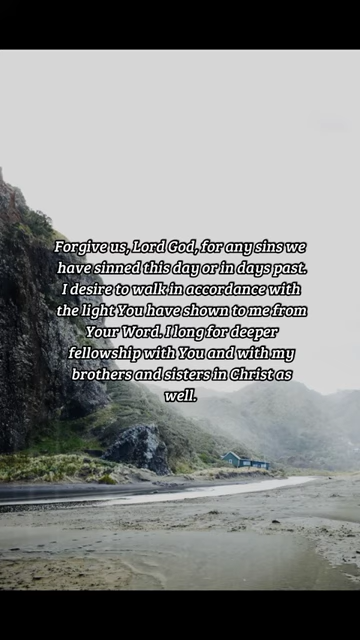 Forgive us, Lord God, for any sins we
have sinned this day or in days past.
I desire to walk in accordance with
the light You have shown to me from
Your Word. I long for deeper
fellowship with You and with my
brothers and sisters in Christ as
well.